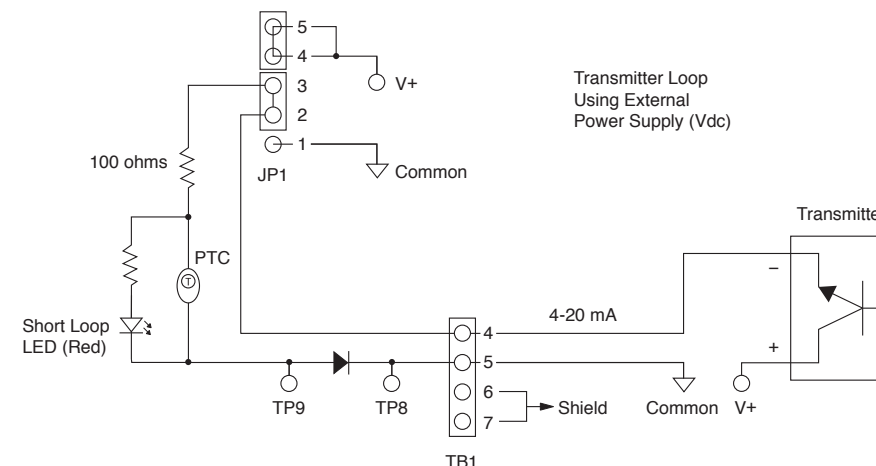 5
4
V+
3
2
1
Common
JP1
Transmitter Loop
Using External
Power Supply (Vdc)
100 ohms
PTC
T
Short Loop
LED (Red)
TP9
TP8
4
5
6
7
TB1
4-20 mA
Shield
Common
V+
Transmitte
−
+